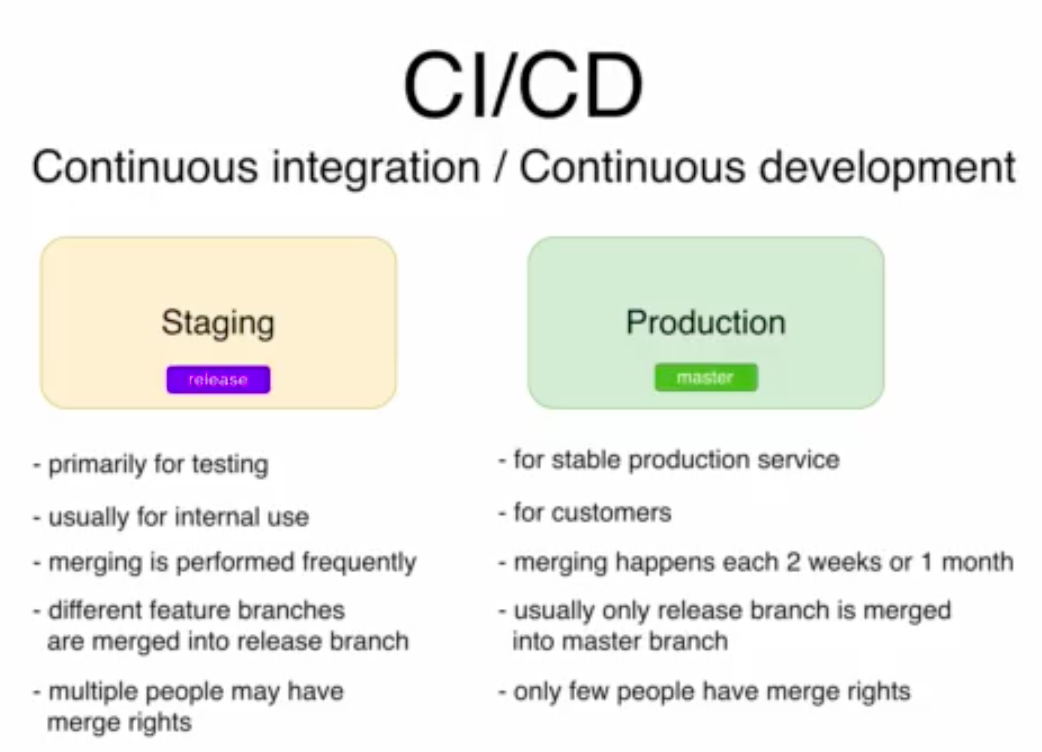 CI/CD
Continuous integration / Continuous development
Staging
release
- primarily for testing
- usually for internal use
- merging is performed frequently
- different feature branches
are merged into release branch
- multiple people may have
merge rights
Production
master
- for stable production service
- for customers
- merging happens each 2 weeks or 1 month
- usually only release branch is merged
into master branch
- only few people have merge rights